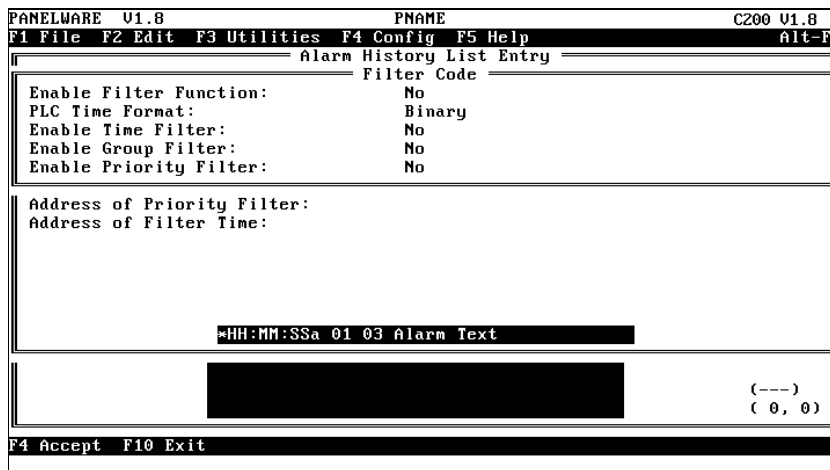 PANELWARE V1.8 PNAME C200 V1.8
F1 File F2 Edit F3 Utilities F4 Config F5 Help Alt-F
Alarm History List Entry
Filter Code
Enable Filter Function: No
PLC Time Format: Binary
Enable Time Filter: No
Enable Group Filter: No
Enable Priority Filter: No
Address of Priority Filter:
Address of Filter Time:
*HH:MM:SSa 01 03 Alarm Text
(---)
( 0, 0)
F4 Accept F10 Exit